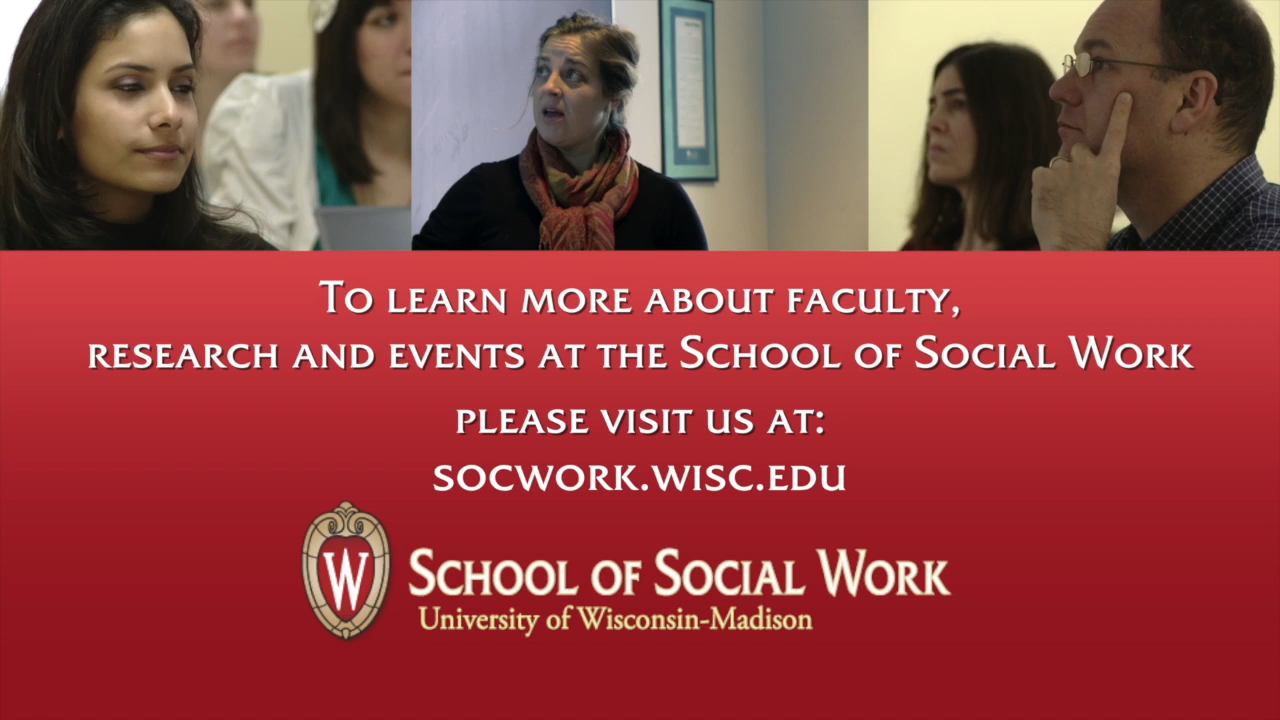 To learn more about faculty,
research and events at the School of Social Work
please visit us at:
socwork.wisc.edu
W
School of Social Work
University of Wisconsin-Madison